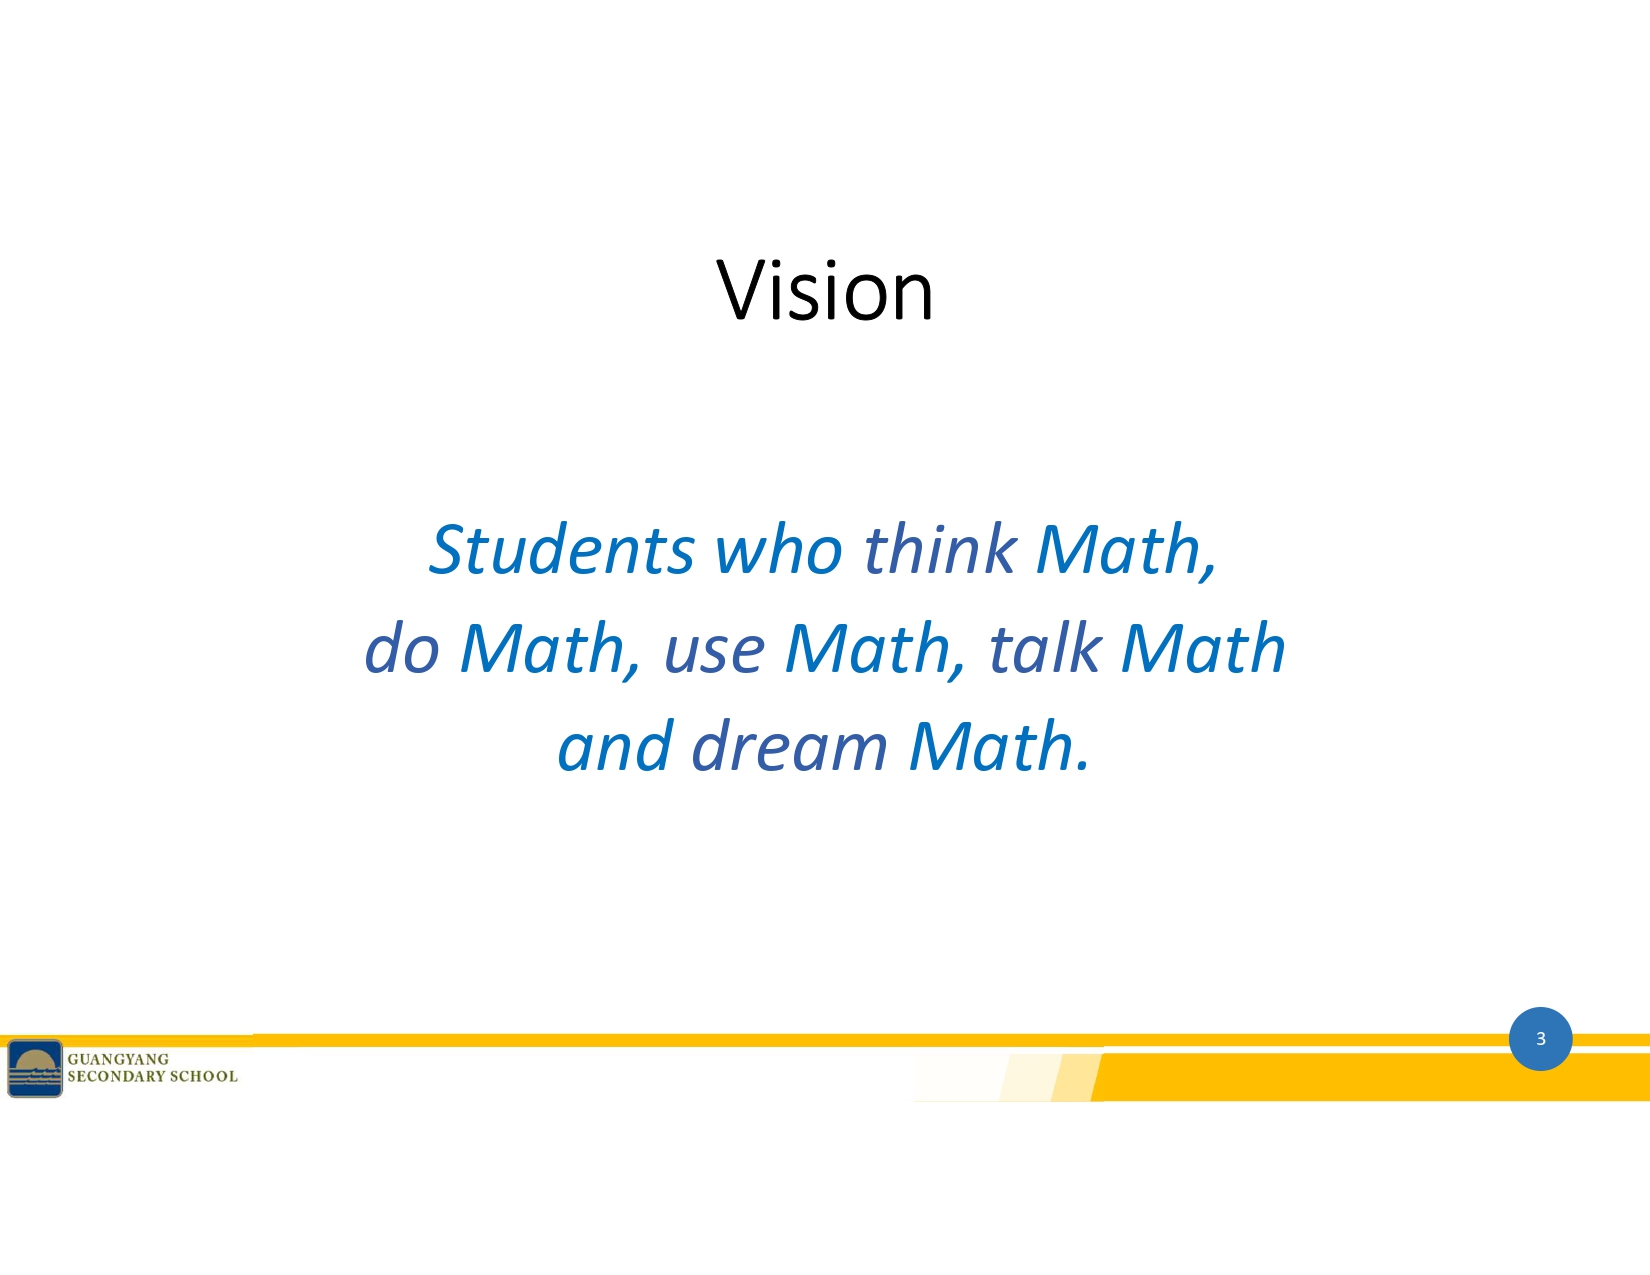 Vision
Students who think Math,
do Math, use Math, talk Math
and dream Math.
3
GUANGYANG
SECONDARY SCHOOL